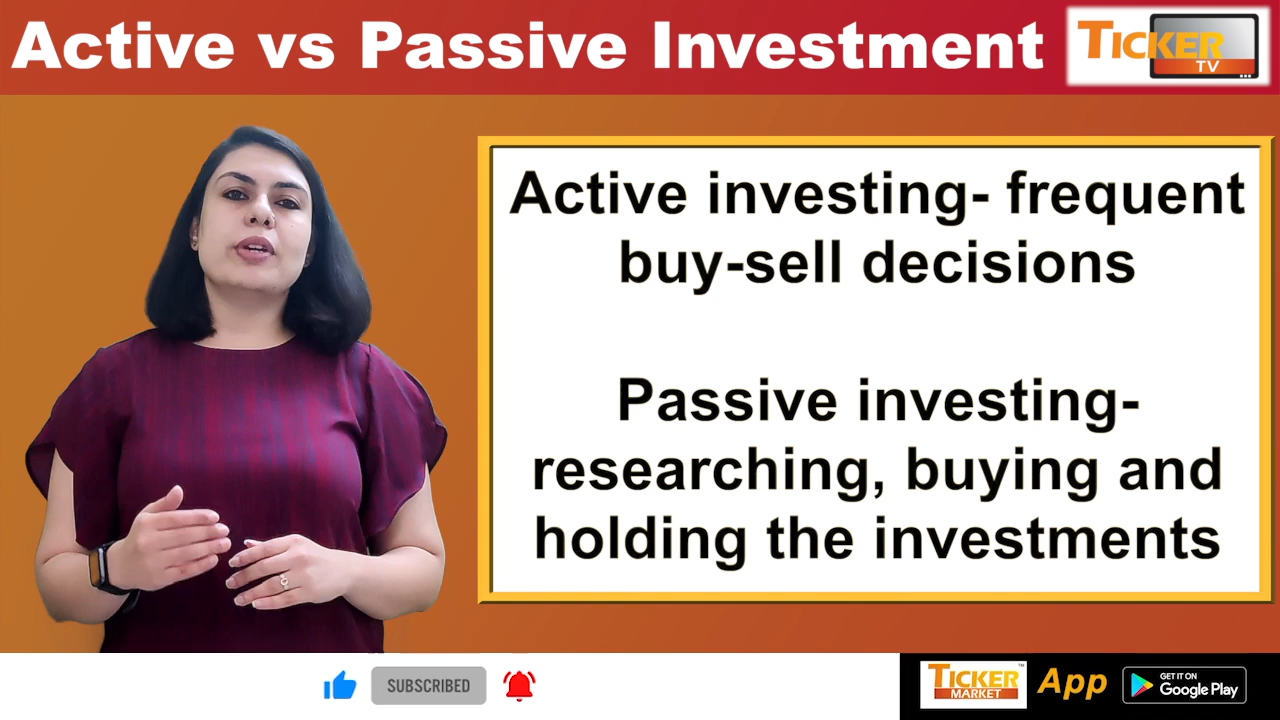 Active vs Passive Investment
TICKER
TV
Active investing- frequent
buy-sell decisions
Passive investing-
researching, buying and
holding the investments
SUBSCRIBED
TICKER™
MARKET
App
GET IT ON
Google Play